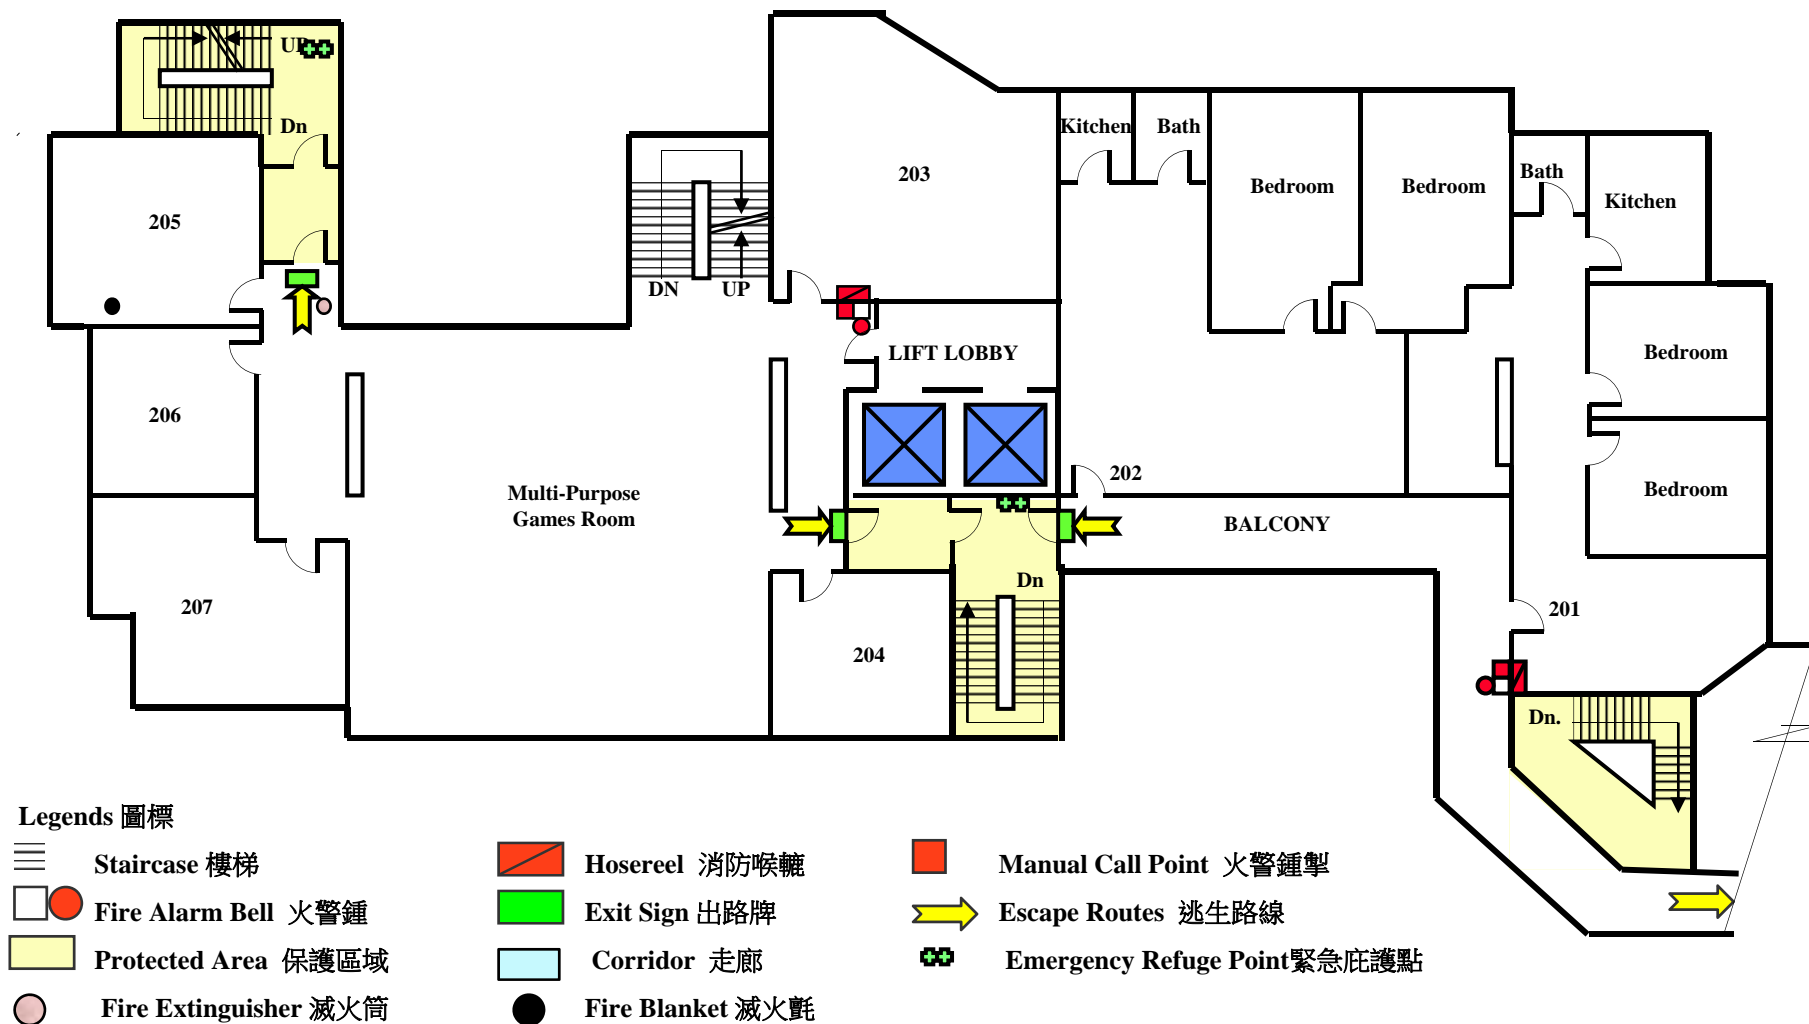 UP
Dn
Kitchen
Bath
203
Bedroom
Bedroom
Bath
Kitchen
205
DN
UP
LIFT LOBBY
Bedroom
206
202
Multi-Purpose
Games Room
Bedroom
BALCONY
Dn
207
201
204
Dn.
Legends 圖標
Staircase 樓梯
Hosereel 消防喉轆
Manual Call Point 火警鍾掣
Fire Alarm Bell 火警鍾
Exit Sign 出路牌
Escape Routes 逃生路線
Protected Area 保護區域
Corridor 走廊
Emergency Refuge Point緊急庇護點
Fire Extinguisher 滅火筒
Fire Blanket 滅火氈